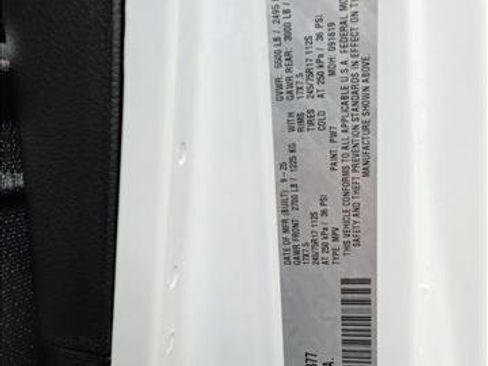 DATE OF MFR (BUILT): 9-25 GVWR: 5500 LB / 2495
GAWR FRONT: 2700 LB / 1225 KG WITH GAWR REAR: 3000 LB /
17X7.5 RIMS 17X7.5
245/75R17 112S TIRES 245/75R17 112S
AT 250 kPa / 36 PSI COLD AT 250 kPa / 36 PSI
TYPE: MPV PAINT: PW7 MDH: 091619
THIS VEHICLE CONFORMS TO ALL APPLICABLE U.S.A. FEDERAL MO
SAFETY AND THEFT PREVENTION STANDARDS IN EFFECT ON T
MANUFACTURE SHOWN ABOVE.
877
A.